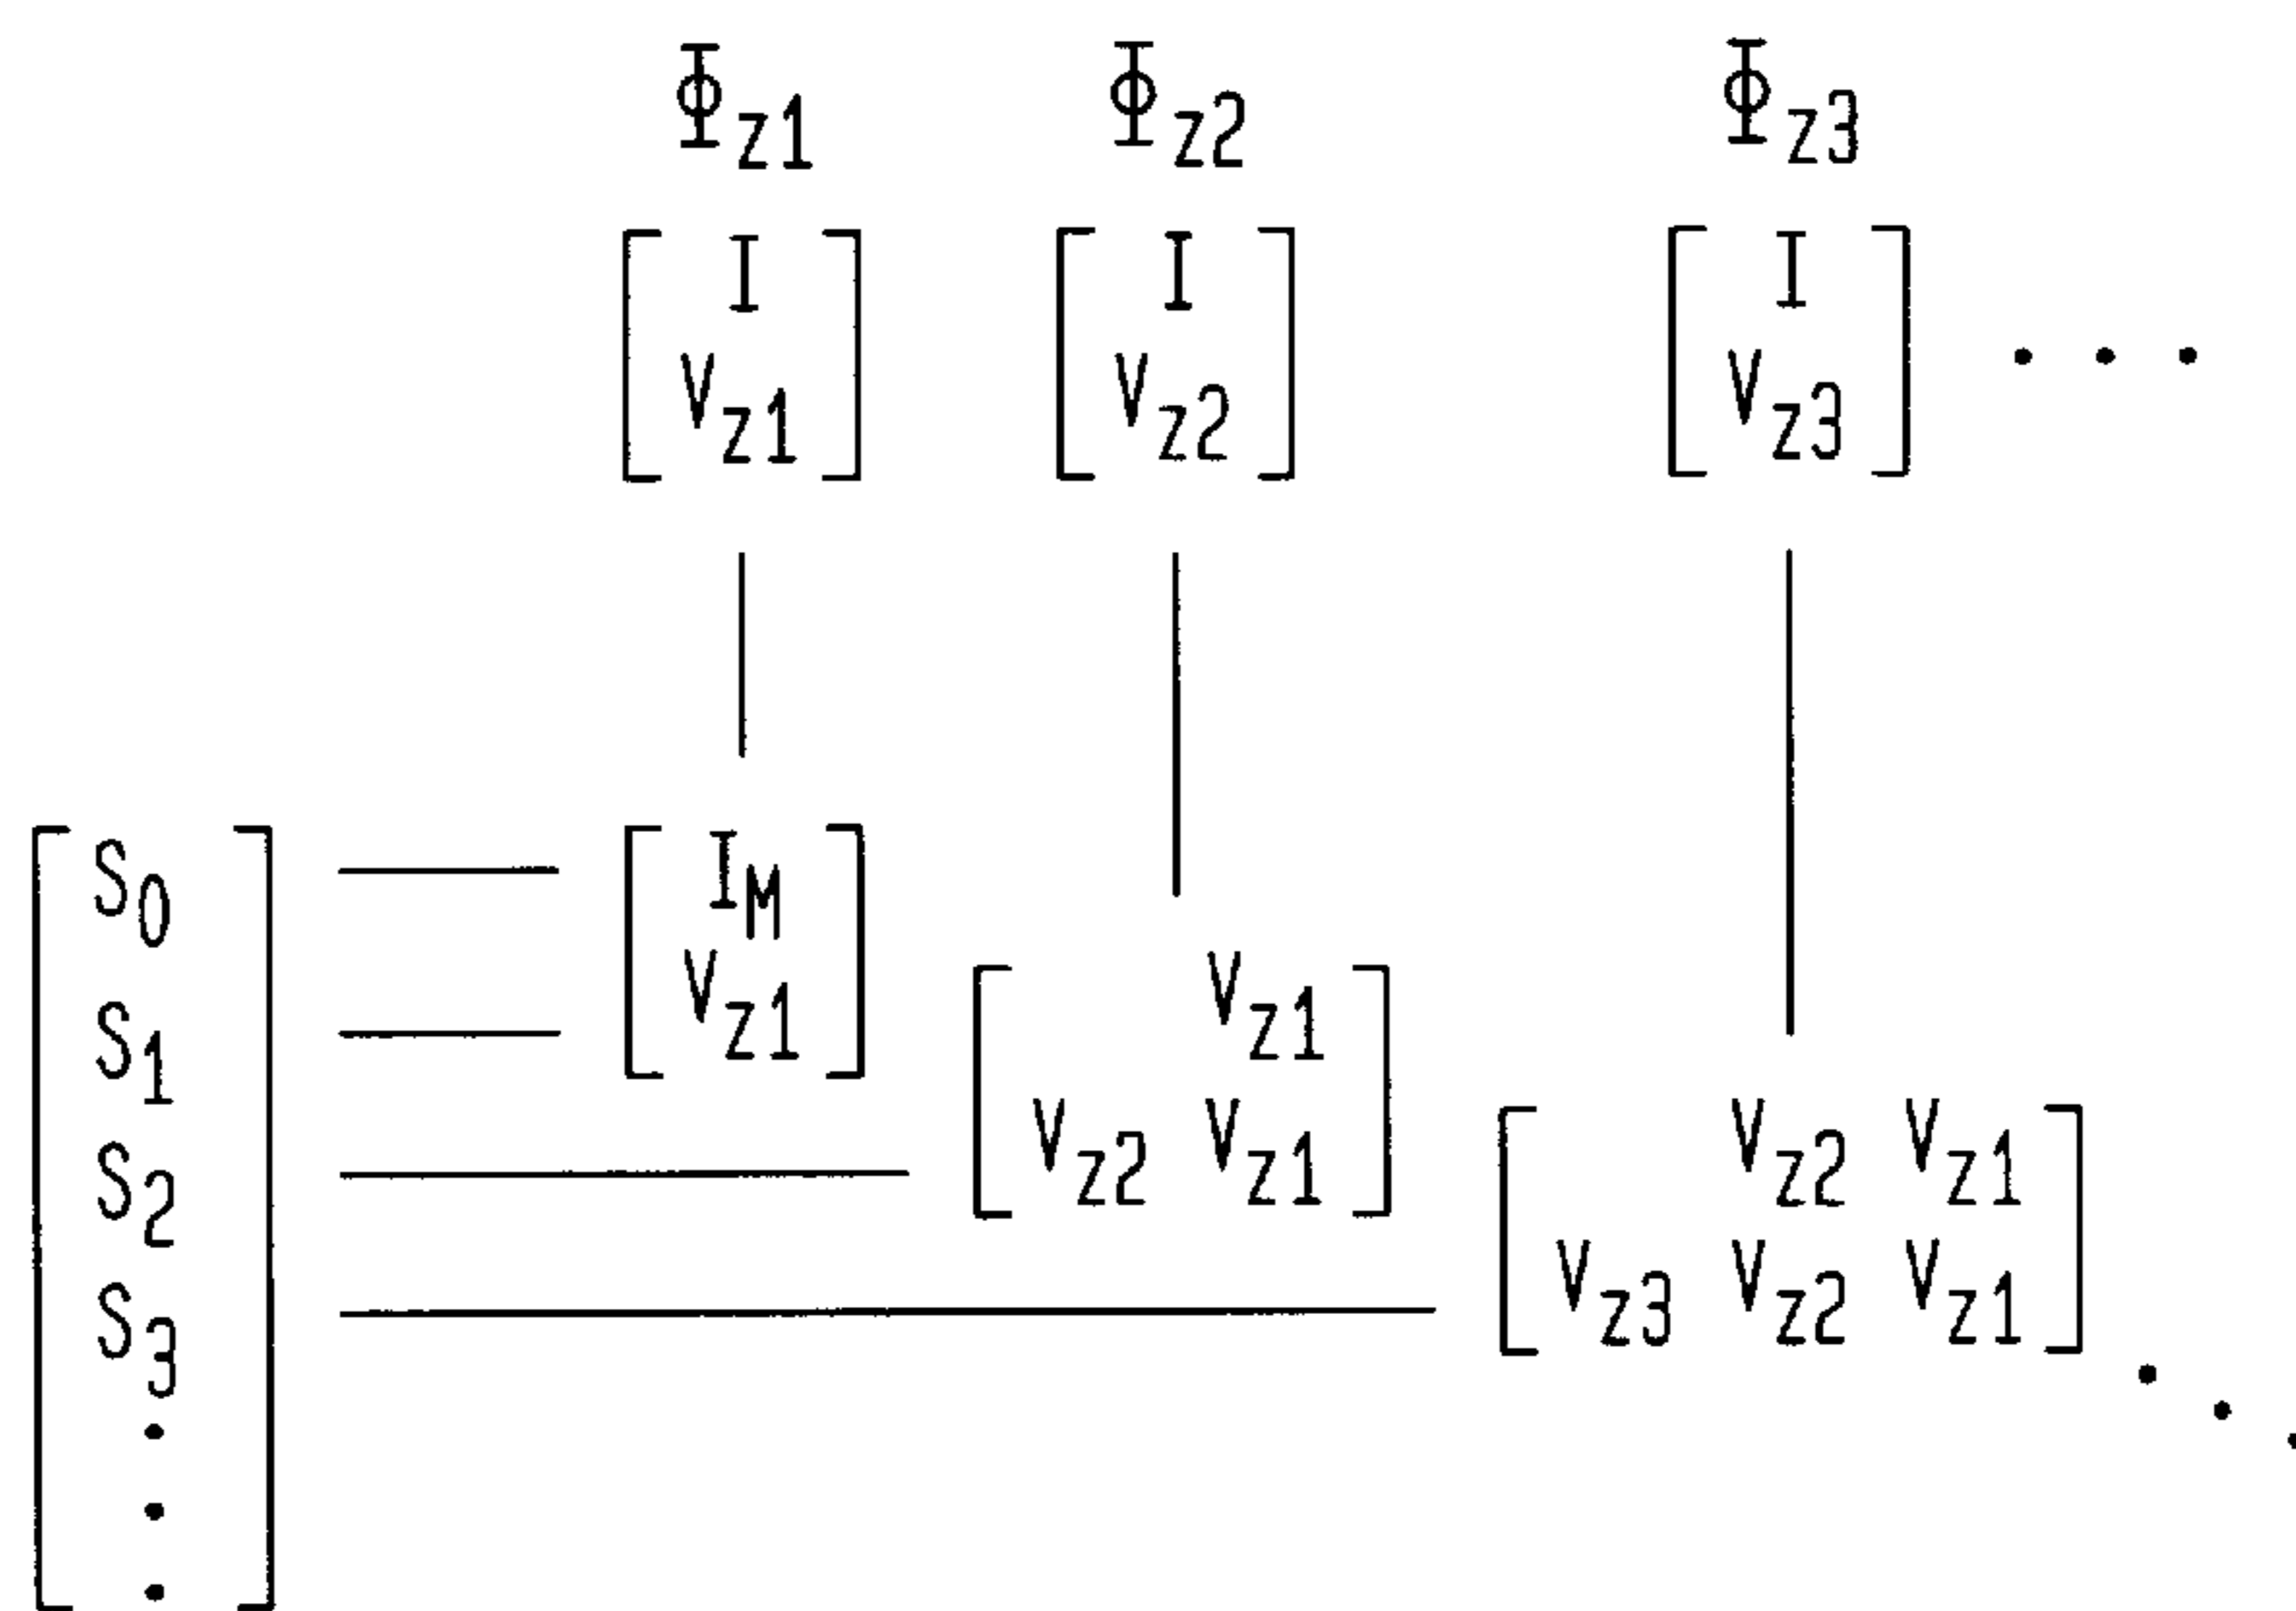 Φz1 Φz2 Φz3
I I I
Vz1 Vz2 Vz3 . . .
S0 IM
Vz1 Vz1
S1
S2 Vz2 Vz1 Vz2 Vz1
S3 Vz3 Vz2 Vz1